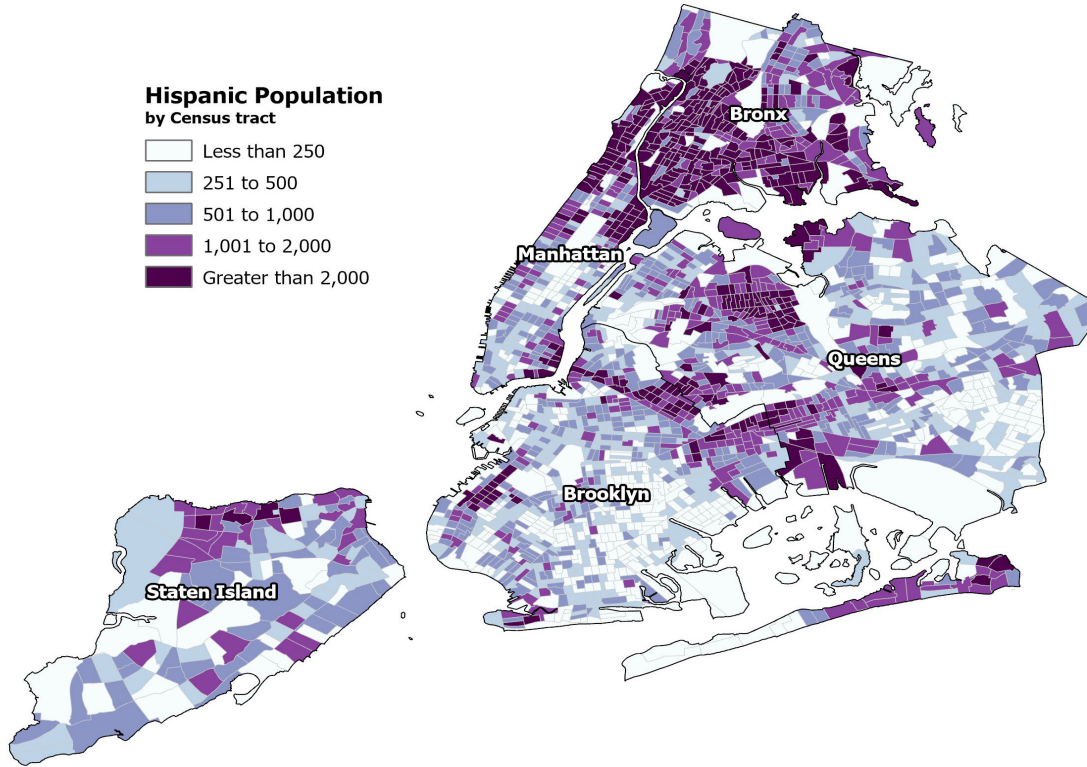 Hispanic Population
by Census tract
Less than 250
251 to 500
501 to 1,000
1,001 to 2,000
Greater than 2,000
Bronx
Manhattan
Queens
Brooklyn
Staten Island